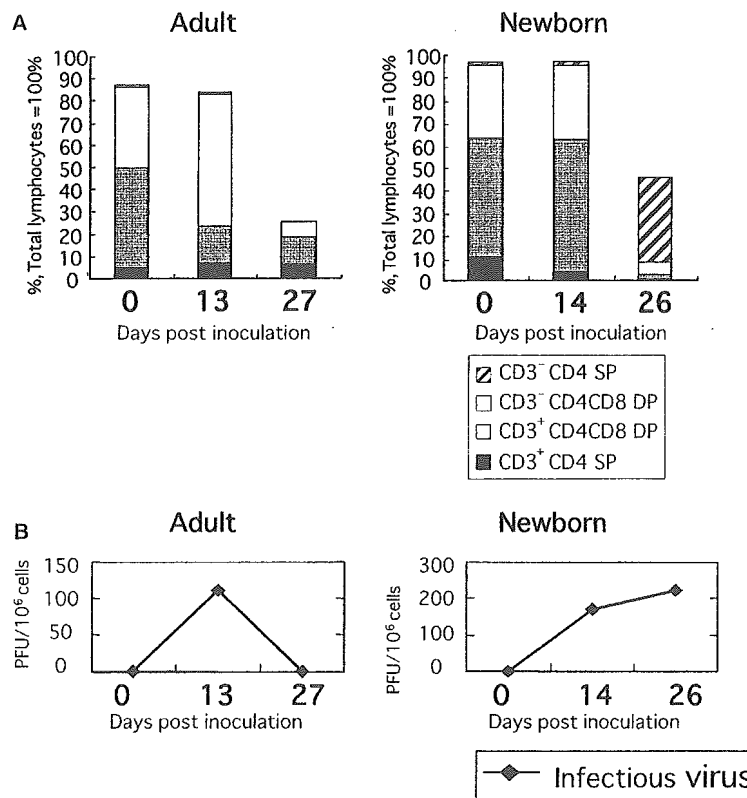 A
Adult
Newborn
%, Total lymphocytes =100%
100
90
80
70
60
50
40
30
20
10
0
0 13 27
Days post inoculation
%, Total lymphocytes =100%
100
90
80
70
60
50
40
30
20
10
0
0 14 26
Days post inoculation
CD3⁻ CD4 SP
CD3⁻ CD4CD8 DP
CD3⁺ CD4CD8 DP
CD3⁺ CD4 SP
B
Adult
Newborn
PFU/10⁶ cells
150
100
50
0
0 13 27
Days post inoculation
PFU/10⁶ cells
300
200
100
0
0 14 26
Days post inoculation
Infectious virus